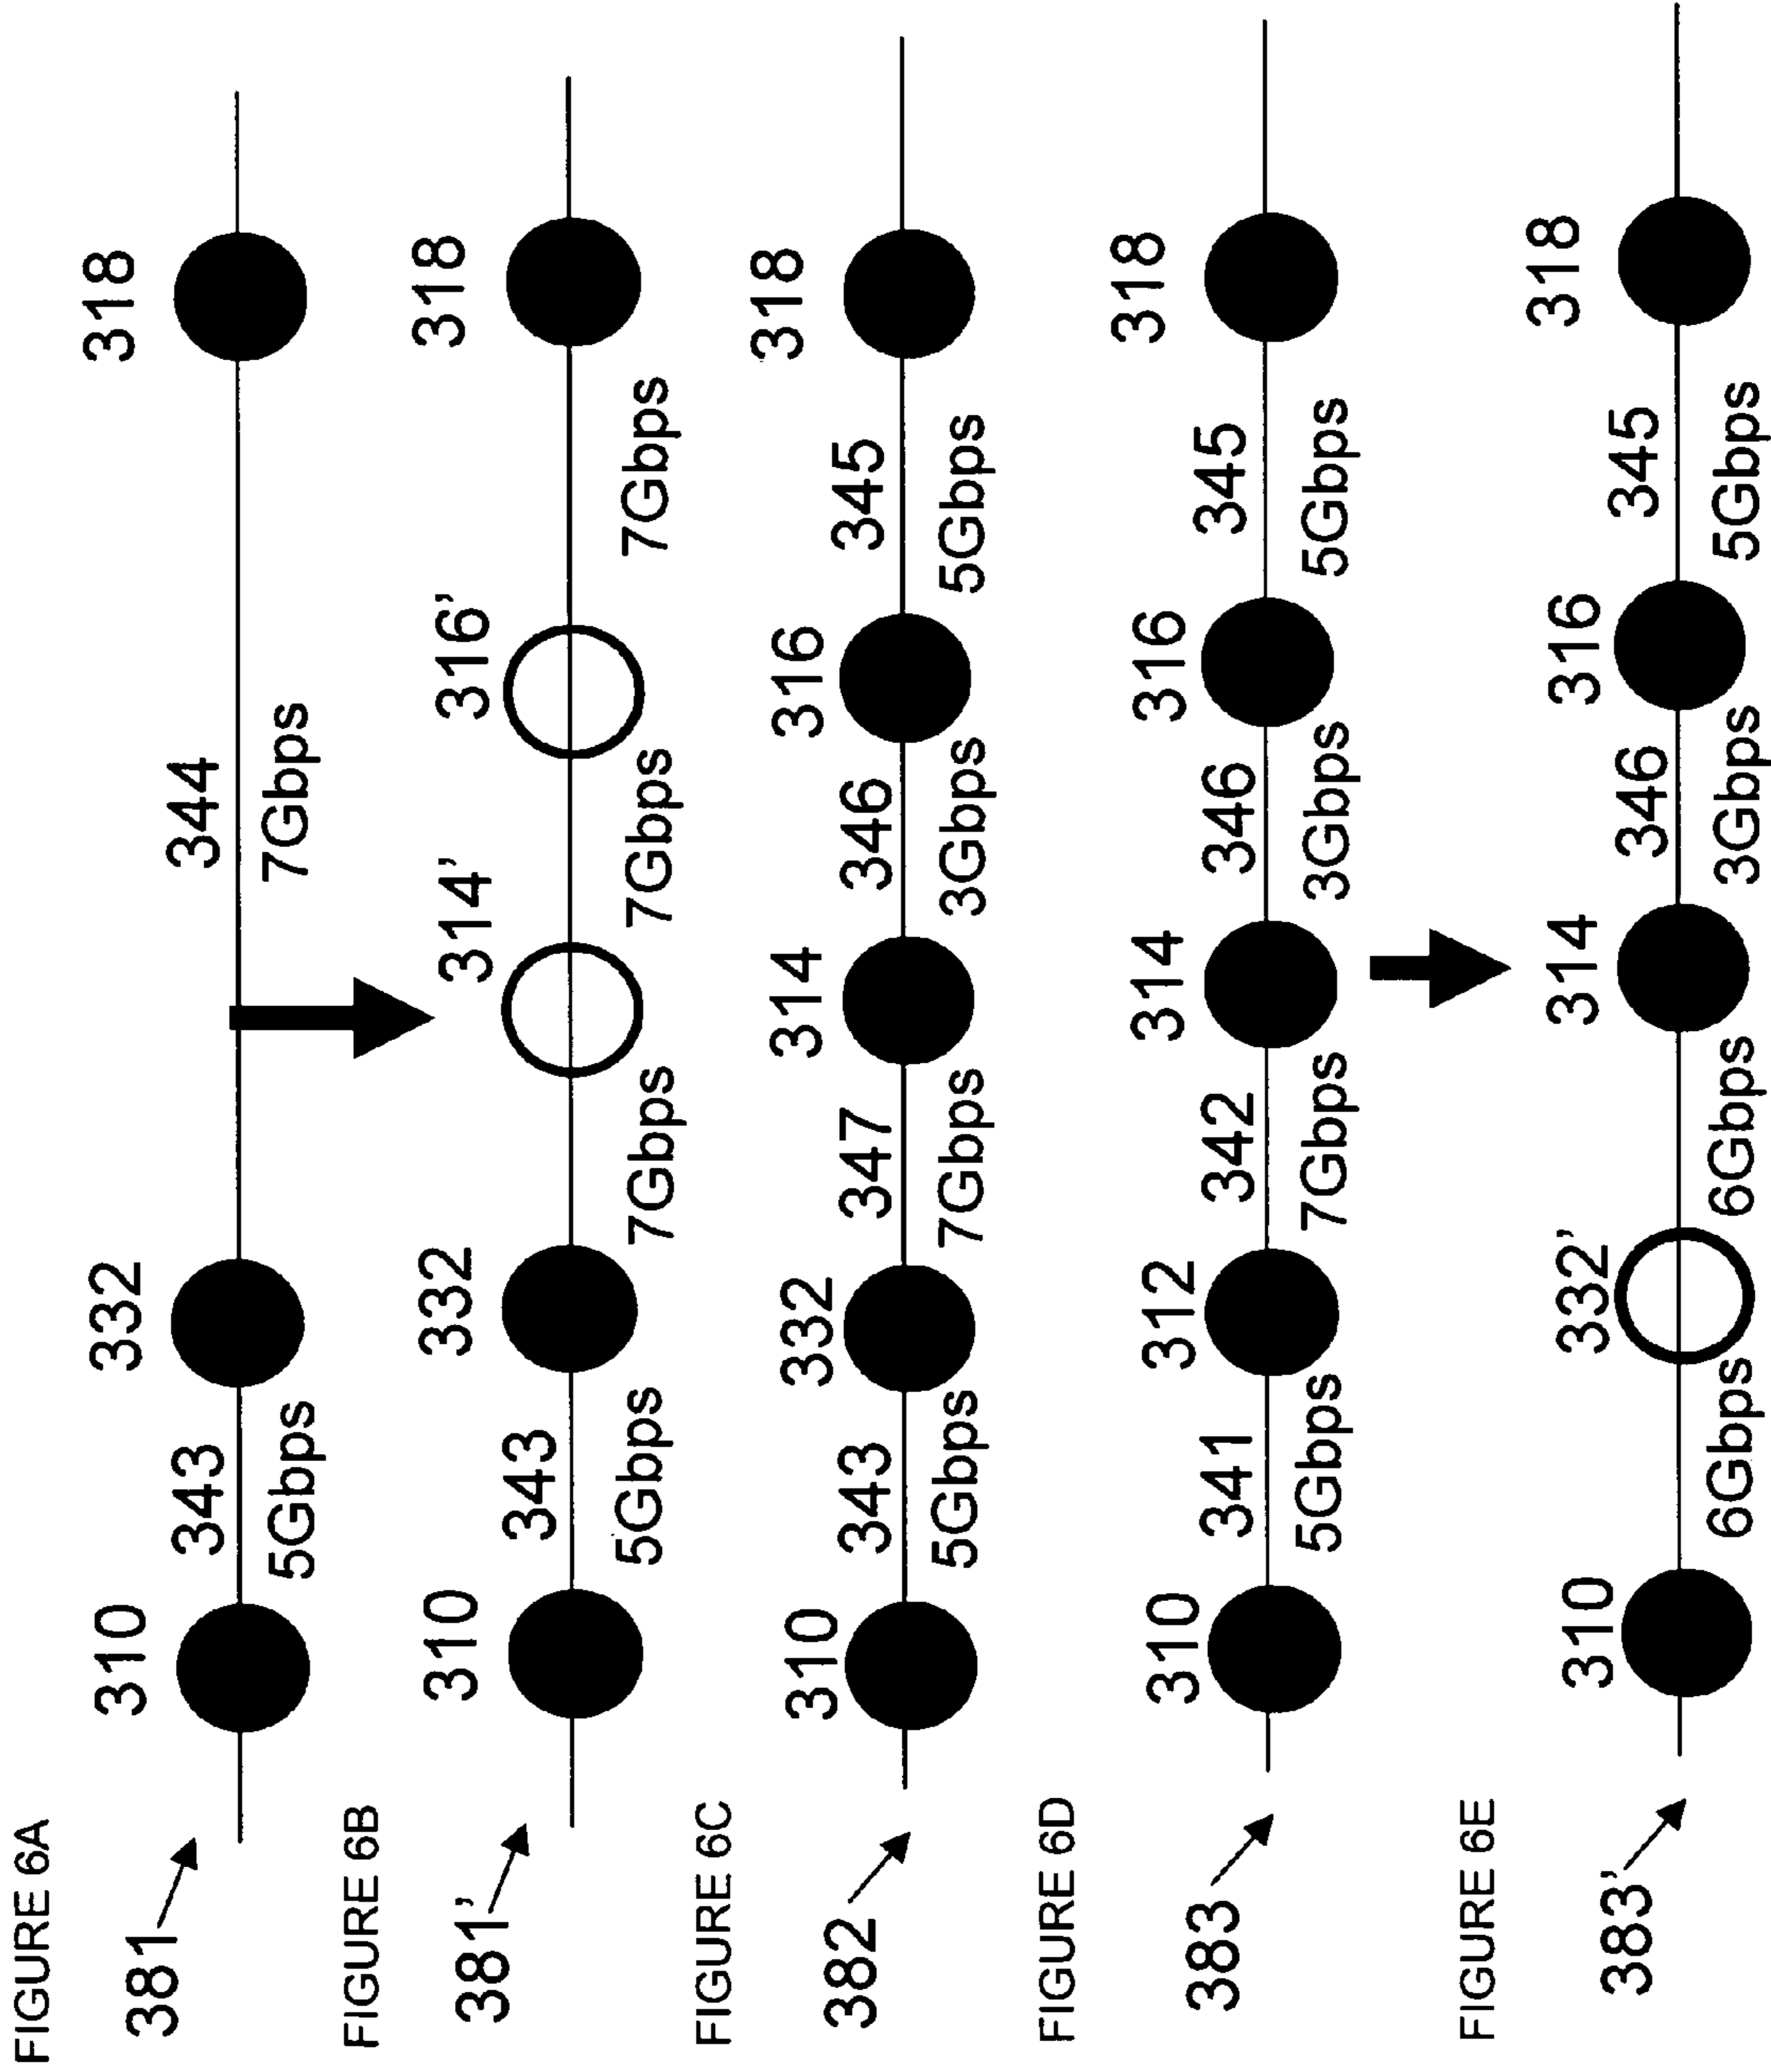 FIGURE 6A
381
310
332
318
343
344
5Gbps
7Gbps
FIGURE 6B
381'
310
332
314'
316'
318
343
5Gbps
7Gbps
7Gbps
7Gbps
FIGURE 6C
382
310
332
314
316
318
343
347
346
345
5Gbps
7Gbps
3Gbps
5Gbps
FIGURE 6D
383
310
312
314
316
318
341
342
346
345
5Gbps
7Gbps
3Gbps
5Gbps
FIGURE 6E
383'
310
332'
314
316
318
346
345
6Gbps
6Gbps
3Gbps
5Gbps